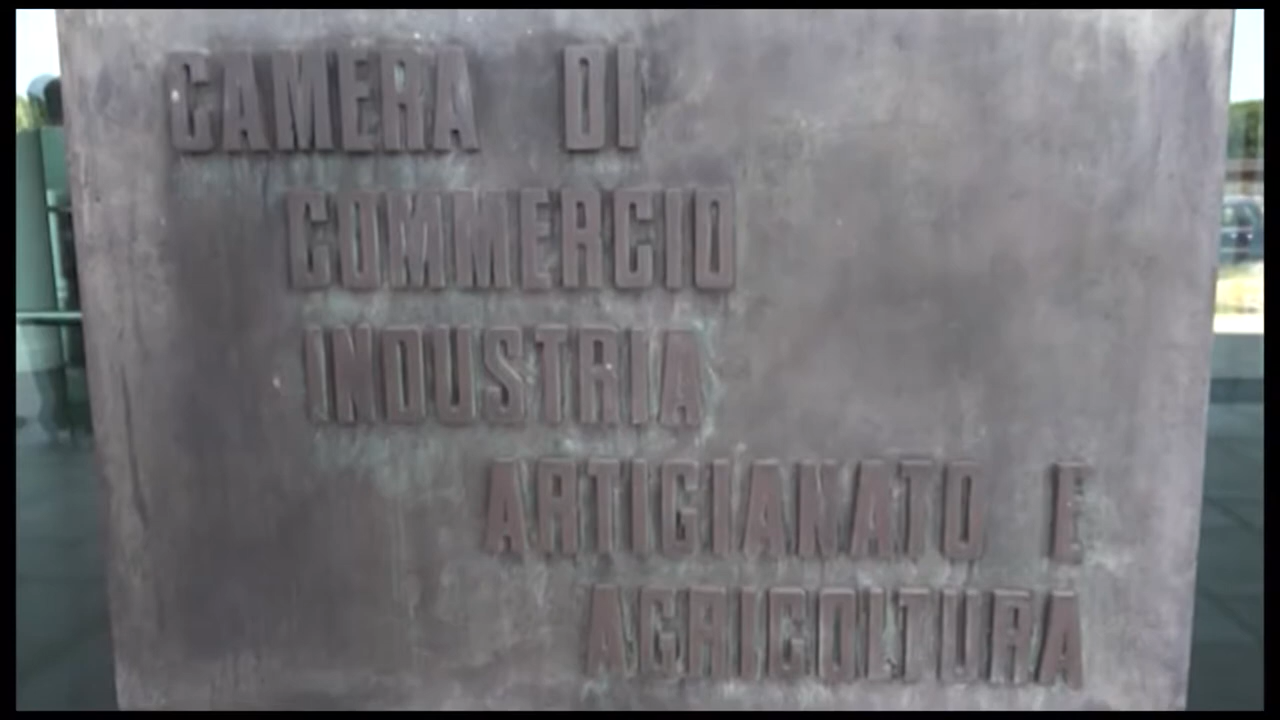 CAMERA DI
COMMERCIO
INDUSTRIA
ARTIGIANATO E
AGRICOLTURA